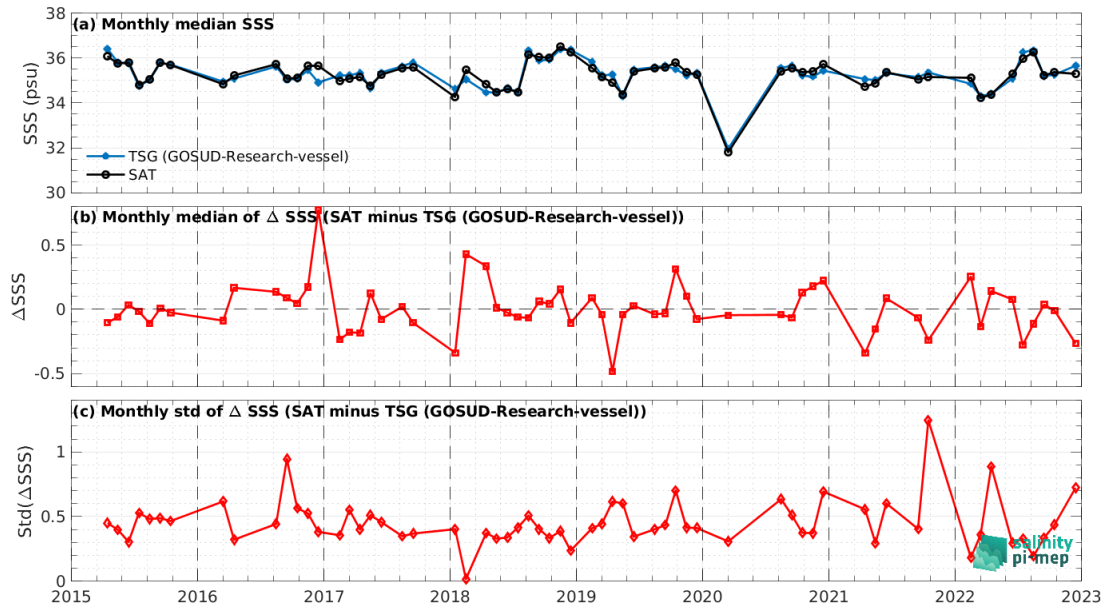 (a) Monthly median SSS
38
36
34
32
30
SSS (psu)
TSG (GOSUD-Research-vessel)
SAT
(b) Monthly median of Δ SSS (SAT minus TSG (GOSUD-Research-vessel))
0.5
0
-0.5
ΔSSS
(c) Monthly std of Δ SSS (SAT minus TSG (GOSUD-Research-vessel))
1
0.5
0
Std(ΔSSS)
salinity
pi-mep
2015 2016 2017 2018 2019 2020 2021 2022 2023